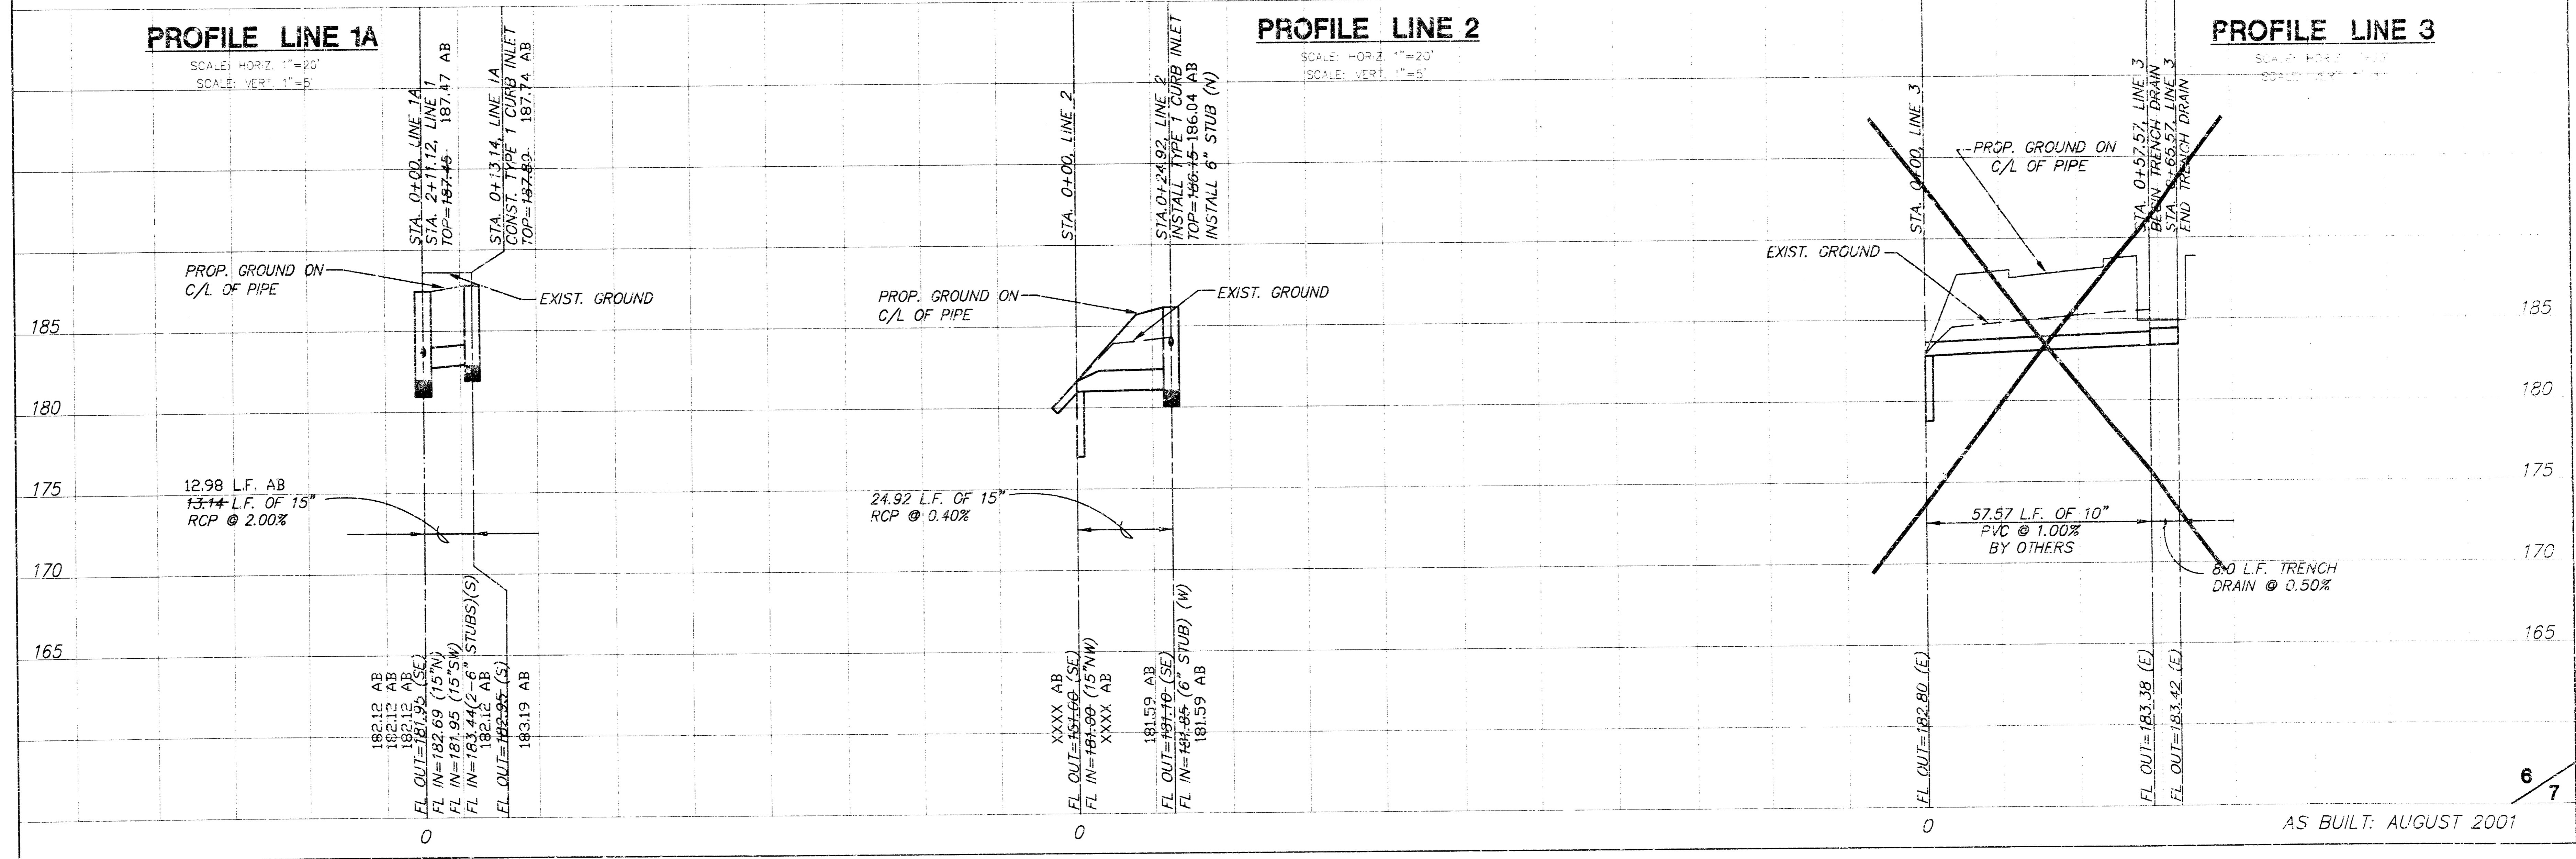 PROFILE LINE 1A
SCALE: HORIZ. 1"=20'
SCALE: VERT. 1"=5'
STA. 0+00, LINE 1A
STA. 2+11.12, LINE 1
TOP=187.45 187.47 AB
STA. 0+13.14, LINE 1A
CONST. TYPE 1 CURB INLET
TOP=187.80 187.74 AB
PROP. GROUND ON
C/L OF PIPE
EXIST. GROUND
185
180
175
170
165
12.98 L.F. AB
13.14 L.F. OF 15"
RCP @ 2.00%
182.12 AB
182.12 AB
182.12 AB
FL OUT=181.95 (SE)
FL IN=182.69 (15"N)
FL IN=181.95 (15"SW)
FL IN=183.44(2-6" STUBS)(S)
182.12 AB
FL OUT=182.95 (S)
183.19 AB
0
PROFILE LINE 2
SCALE: HORIZ. 1"=20'
SCALE: VERT. 1"=5'
STA. 0+00, LINE 2
STA.0+24.92, LINE 2
INSTALL TYPE 1 CURB INLET
TOP=186.15 186.04 AB
INSTALL 6" STUB (N)
PROP. GROUND ON
C/L OF PIPE
EXIST. GROUND
24.92 L.F. OF 15"
RCP @ 0.40%
XXXX AB
FL OUT= (SE)
FL IN= (15"NW)
XXXX AB
181.59 AB
FL OUT= (SE)
FL IN=181.85 (6" STUB) (W)
181.59 AB
0
PROFILE LINE 3
STA. 0+00, LINE 3
STA. 0+57.57, LINE 3
BEGIN TRENCH DRAIN
STA. 0+65.57, LINE 3
END TRENCH DRAIN
PROP. GROUND ON
C/L OF PIPE
EXIST. GROUND
185
180
175
170
165
57.57 L.F. OF 10"
PVC @ 1.00%
BY OTHERS
8.0 L.F. TRENCH
DRAIN @ 0.50%
FL OUT=182.80 (E)
FL OUT=183.38 (E)
FL OUT=183.42 (E)
0
6
7
AS BUILT: AUGUST 2001